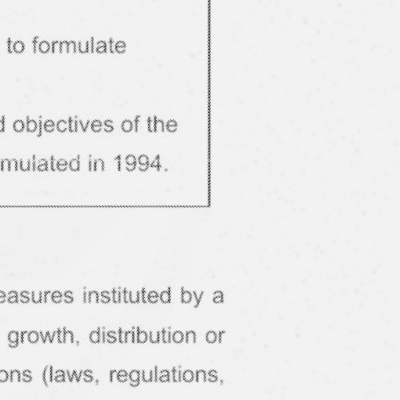 to formulate
objectives of the
mulated in 1994.
easures instituted by a
growth, distribution or
ons (laws, regulations,